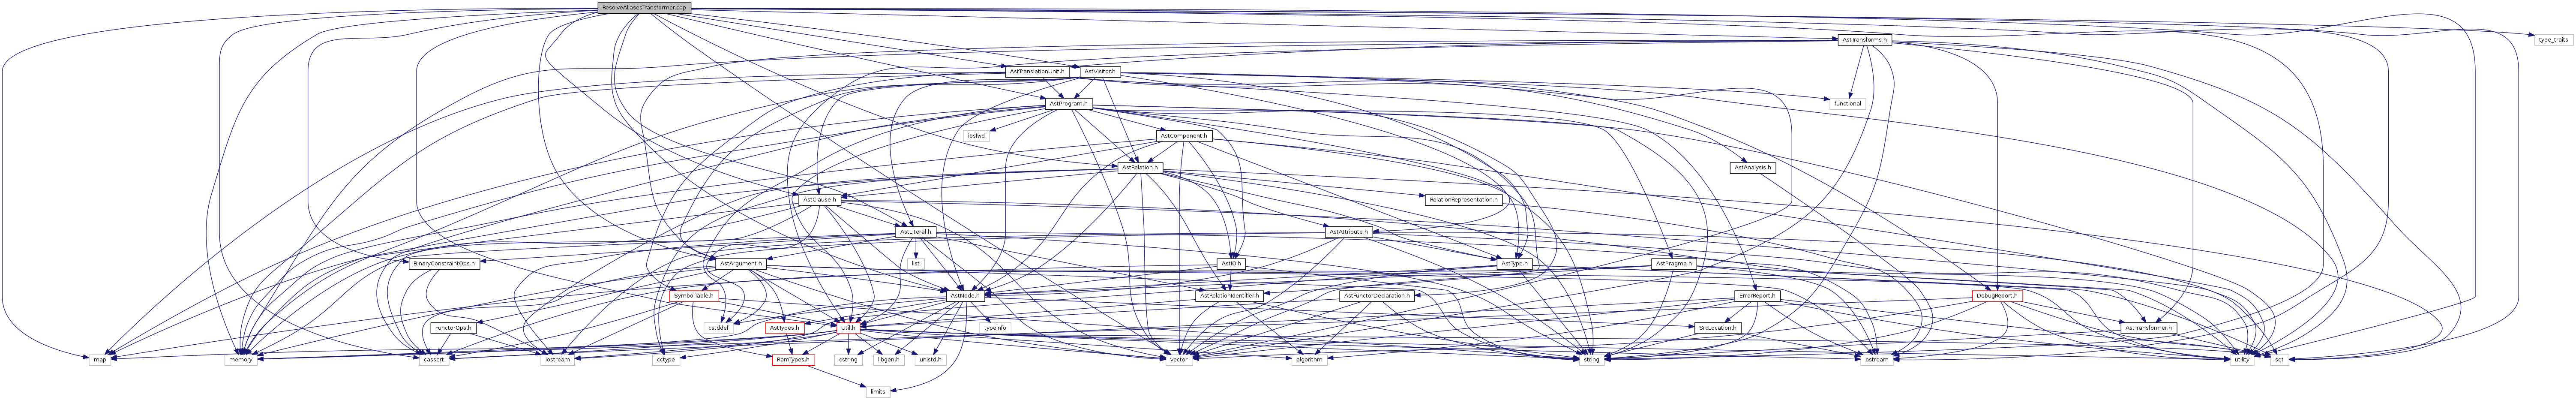 ResolveAliasesTransformer.cpp
AstTransforms.h
type_traits
AstTranslationUnit.h
AstVisitor.h
AstProgram.h
functional
iosfwd
AstComponent.h
AstRelation.h
AstAnalysis.h
AstClause.h
RelationRepresentation.h
AstLiteral.h
AstAttribute.h
BinaryConstraintOps.h
AstArgument.h
list
AstIO.h
AstType.h
AstPragma.h
SymbolTable.h
AstNode.h
AstRelationIdentifier.h
AstFunctorDeclaration.h
ErrorReport.h
DebugReport.h
FunctorOps.h
cstddef
AstTypes.h
Util.h
typeinfo
SrcLocation.h
AstTransformer.h
map
memory
cassert
iostream
cctype
RamTypes.h
cstring
libgen.h
unistd.h
vector
algorithm
string
ostream
utility
set
limits